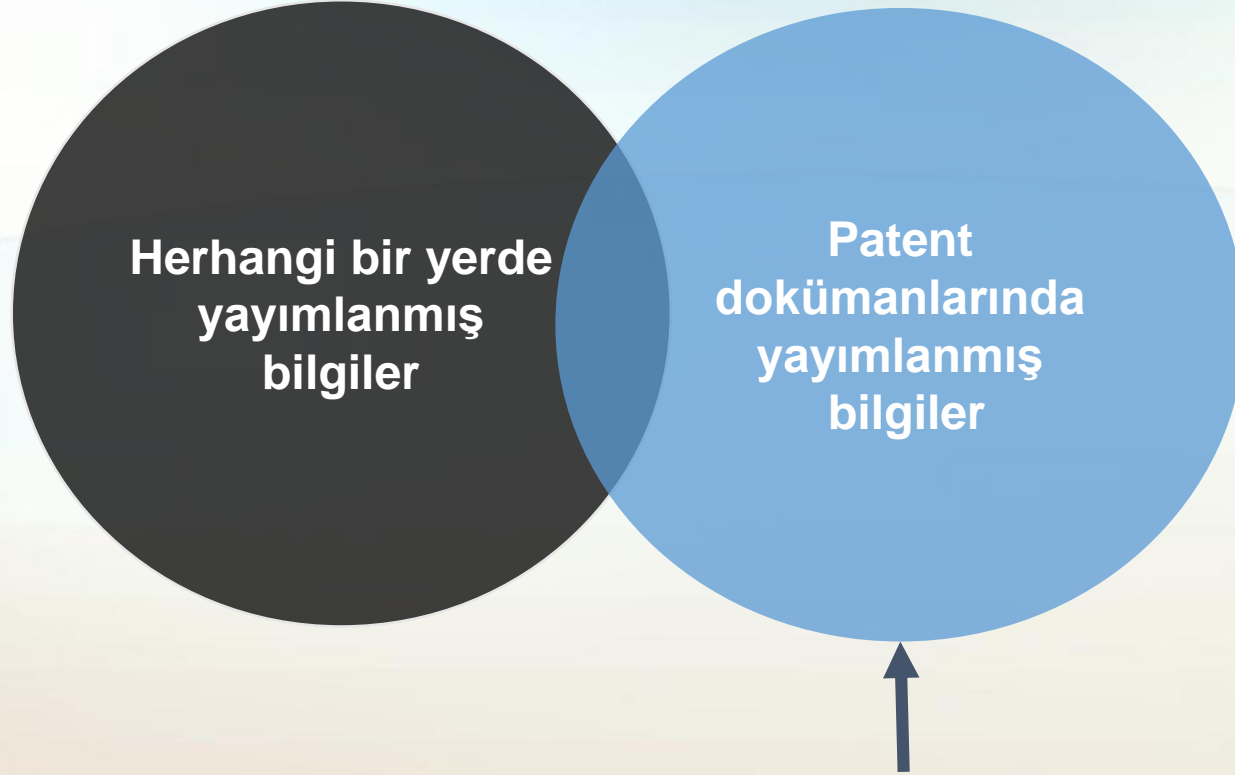 Herhangi bir yerde
yayımlanmış
bilgiler
Patent
dokümanlarında
yayımlanmış
bilgiler